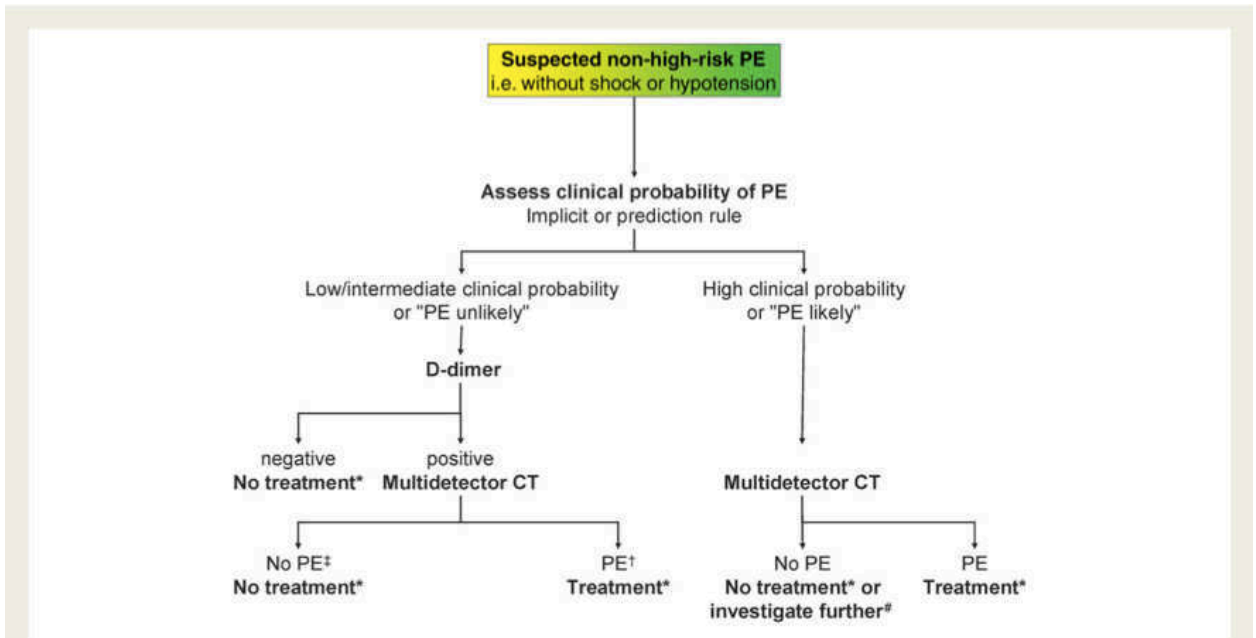 Suspected non-high-risk PE
i.e. without shock or hypotension
Assess clinical probability of PE
Implicit or prediction rule
Low/intermediate clinical probability
or "PE unlikely"
High clinical probability
or "PE likely"
D-dimer
negative
No treatment*
positive
Multidetector CT
Multidetector CT
No PE‡
No treatment*
PE†
Treatment*
No PE
No treatment* or
investigate further#
PE
Treatment*